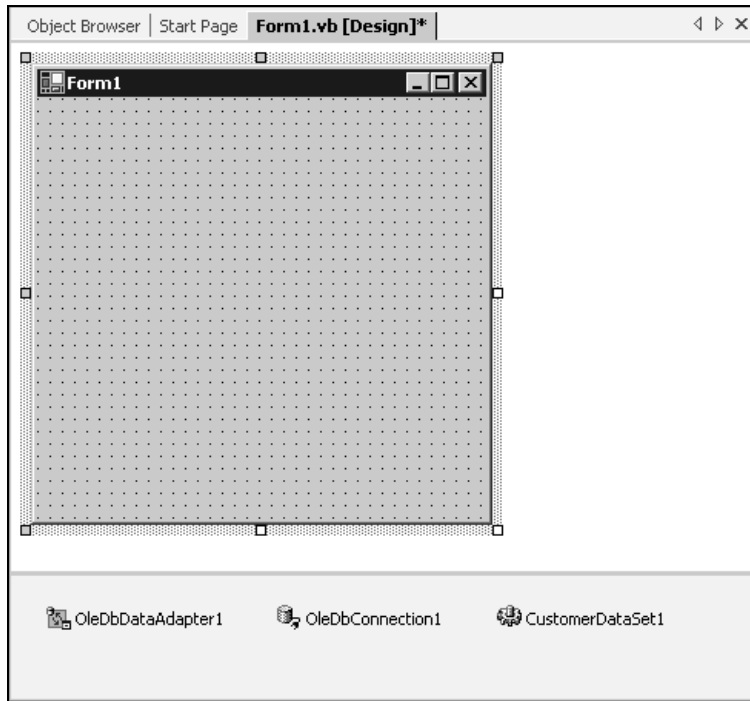 Object Browser Start Page Form1.vb [Design]*
Form1
OleDbDataAdapter1 OleDbConnection1 CustomerDataSet1